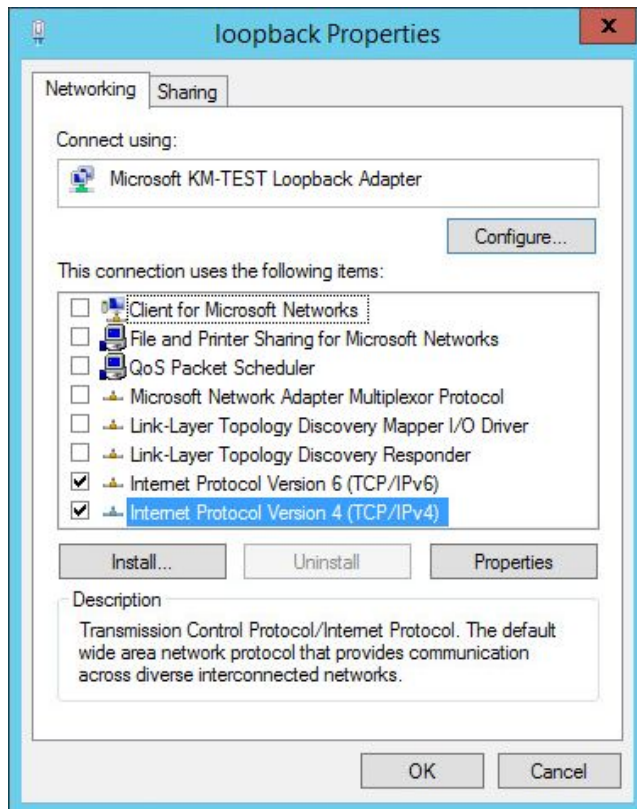 loopback Properties
x
Networking
Sharing
Connect using:
Microsoft KM-TEST Loopback Adapter
Configure...
This connection uses the following items:
Client for Microsoft Networks
File and Printer Sharing for Microsoft Networks
QoS Packet Scheduler
Microsoft Network Adapter Multiplexor Protocol
Link-Layer Topology Discovery Mapper I/O Driver
Link-Layer Topology Discovery Responder
Internet Protocol Version 6 (TCP/IPv6)
Internet Protocol Version 4 (TCP/IPv4)
Install...
Uninstall
Properties
Description
Transmission Control Protocol/Internet Protocol. The default
wide area network protocol that provides communication
across diverse interconnected networks.
OK
Cancel